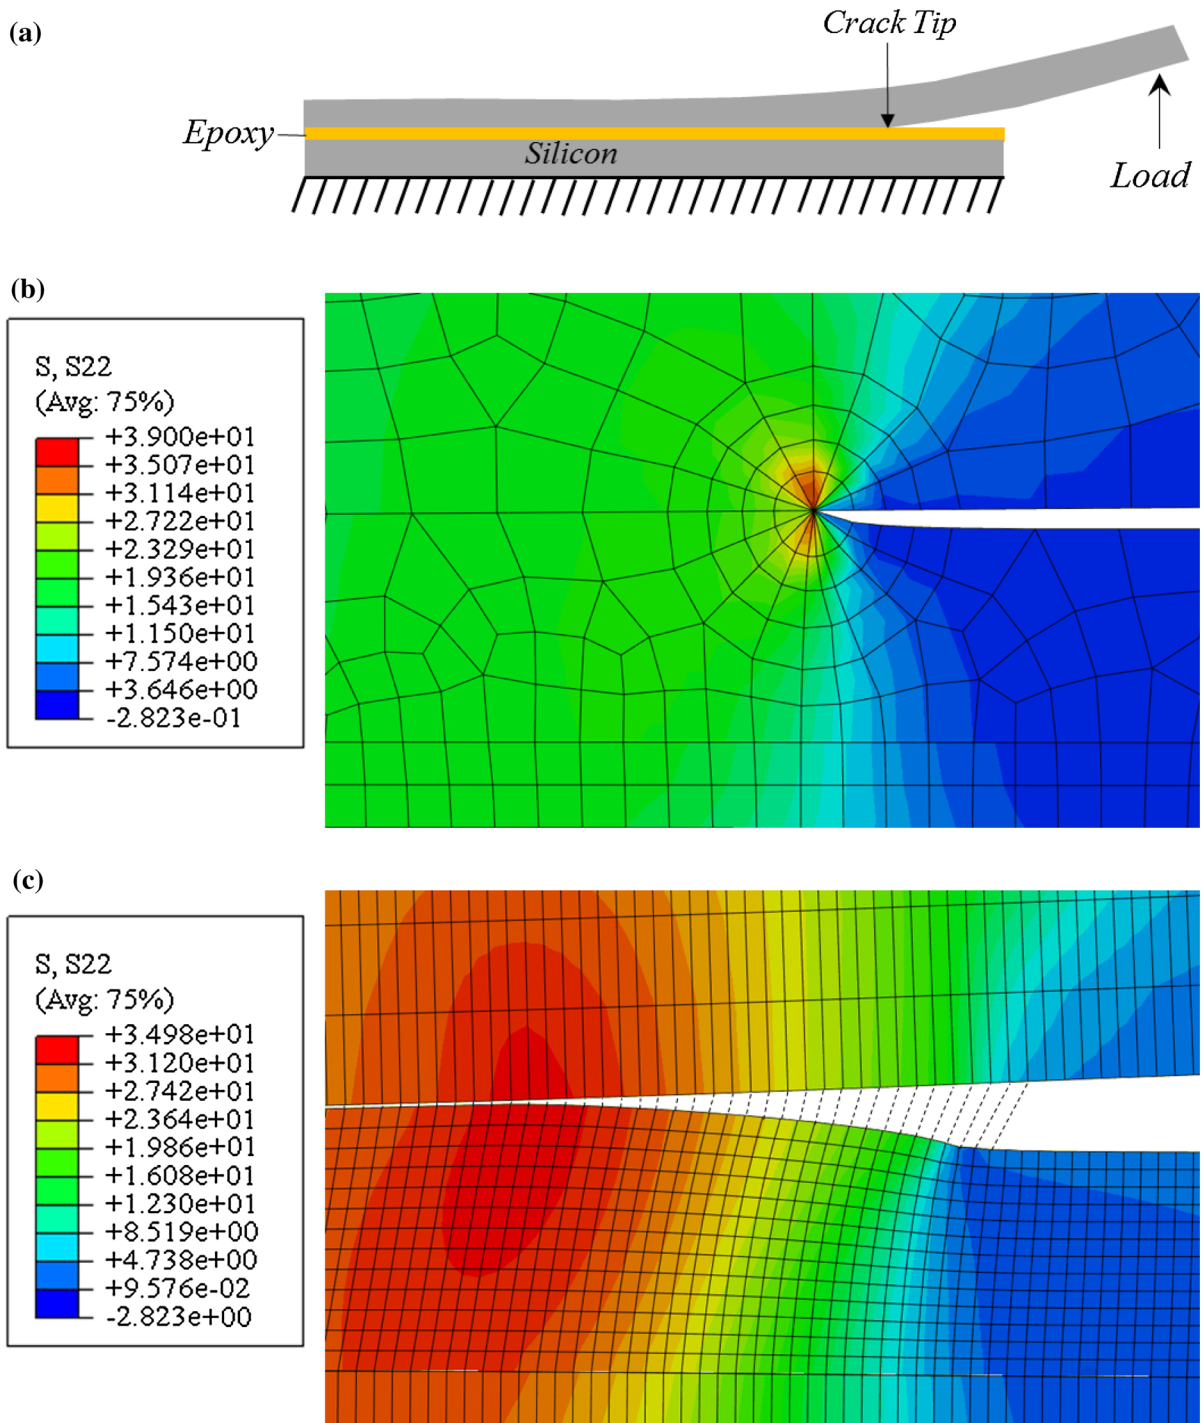 (a)
Crack Tip
Epoxy
Silicon
Load
(b)
S, S22
(Avg: 75%)
+3.900e+01
+3.507e+01
+3.114e+01
+2.722e+01
+2.329e+01
+1.936e+01
+1.543e+01
+1.150e+01
+7.574e+00
+3.646e+00
-2.823e-01
(c)
S, S22
(Avg: 75%)
+3.498e+01
+3.120e+01
+2.742e+01
+2.364e+01
+1.986e+01
+1.608e+01
+1.230e+01
+8.519e+00
+4.738e+00
+9.576e-02
-2.823e+00